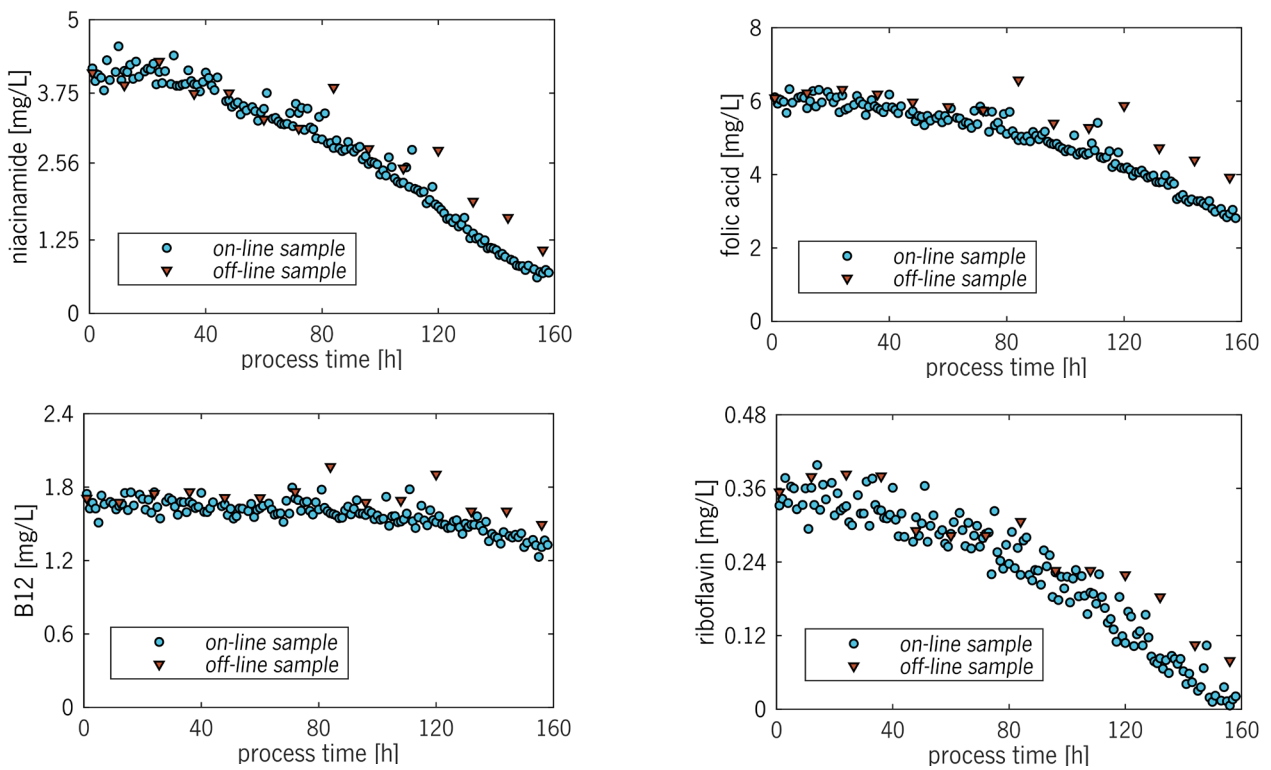 5
3.75
2.56
1.25
0
niacinamide [mg/L]
on-line sample
off-line sample
0 40 80 120 160
process time [h]
8
6
4
2
0
folic acid [mg/L]
on-line sample
off-line sample
0 40 80 120 160
process time [h]
2.4
1.8
1.2
0.6
0
B12 [mg/L]
on-line sample
off-line sample
0 40 80 120 160
process time [h]
0.48
0.36
0.24
0.12
0
riboflavin [mg/L]
on-line sample
off-line sample
0 40 80 120 160
process time [h]